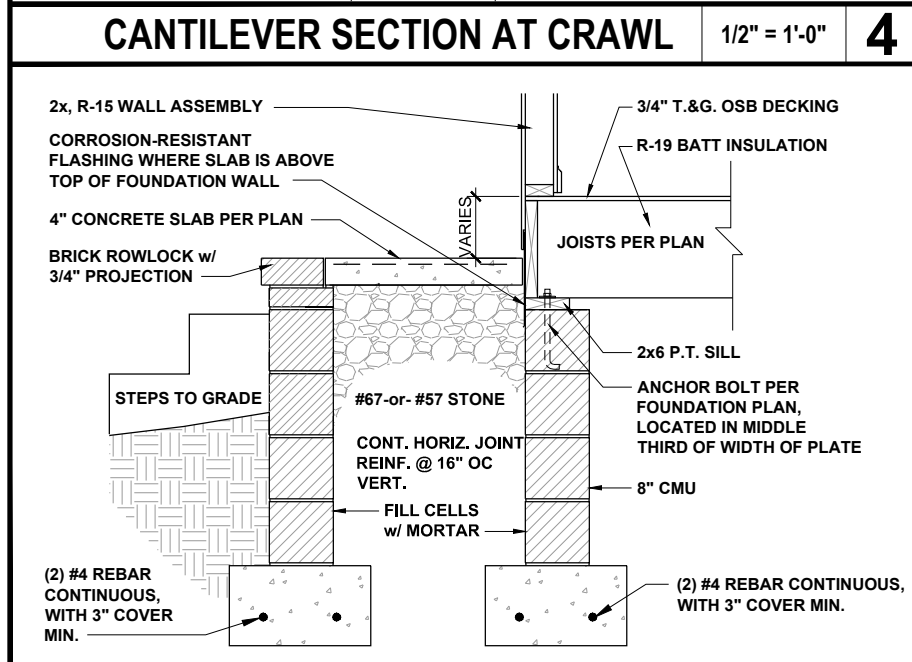 CANTILEVER SECTION AT CRAWL
1/2" = 1'-0"
4
2x, R-15 WALL ASSEMBLY
CORROSION-RESISTANT
FLASHING WHERE SLAB IS ABOVE
TOP OF FOUNDATION WALL
4" CONCRETE SLAB PER PLAN
BRICK ROWLOCK w/
3/4" PROJECTION
STEPS TO GRADE
VARIES
3/4" T.&G. OSB DECKING
R-19 BATT INSULATION
JOISTS PER PLAN
2x6 P.T. SILL
ANCHOR BOLT PER
FOUNDATION PLAN,
LOCATED IN MIDDLE
THIRD OF WIDTH OF PLATE
8" CMU
#67-or- #57 STONE
CONT. HORIZ. JOINT
REINF. @ 16" OC
VERT.
FILL CELLS
w/ MORTAR
(2) #4 REBAR
CONTINUOUS,
WITH 3" COVER
MIN.
(2) #4 REBAR CONTINUOUS,
WITH 3" COVER MIN.